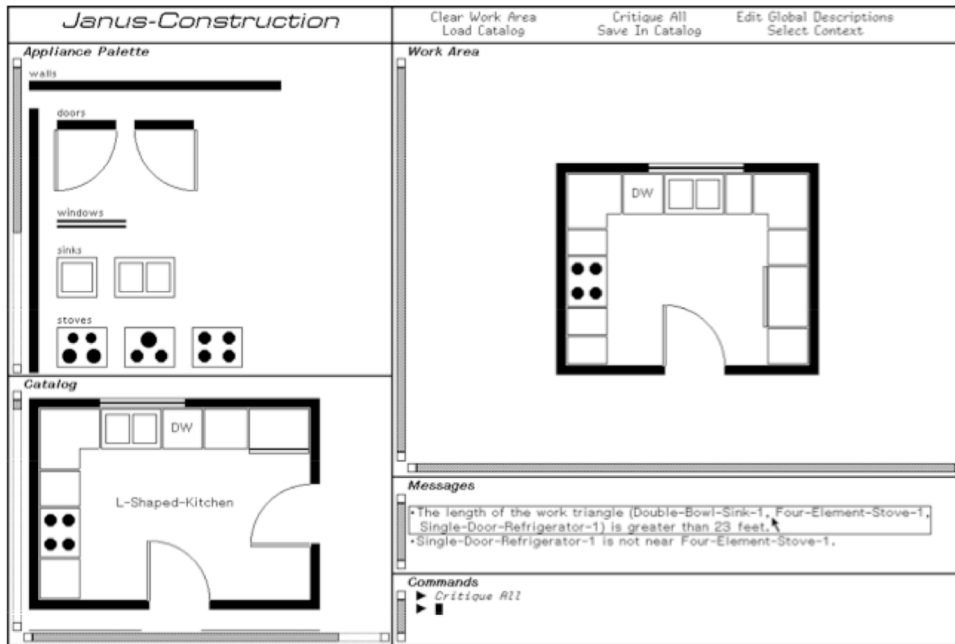 Janus-Construction
Clear Work Area
Critique All
Edit Global Descriptions
Load Catalog
Save In Catalog
Select Context
Appliance Palette
walls
doors
windows
sinks
stoves
Work Area
DW
Catalog
DW
L-Shaped-Kitchen
Messages
•The length of the work triangle (Double-Bowl-Sink-1, Four-Element-Stove-1,
Single-Door-Refrigerator-1) is greater than 23 feet.
•Single-Door-Refrigerator-1 is not near Four-Element-Stove-1.
Commands
► Critique All
►